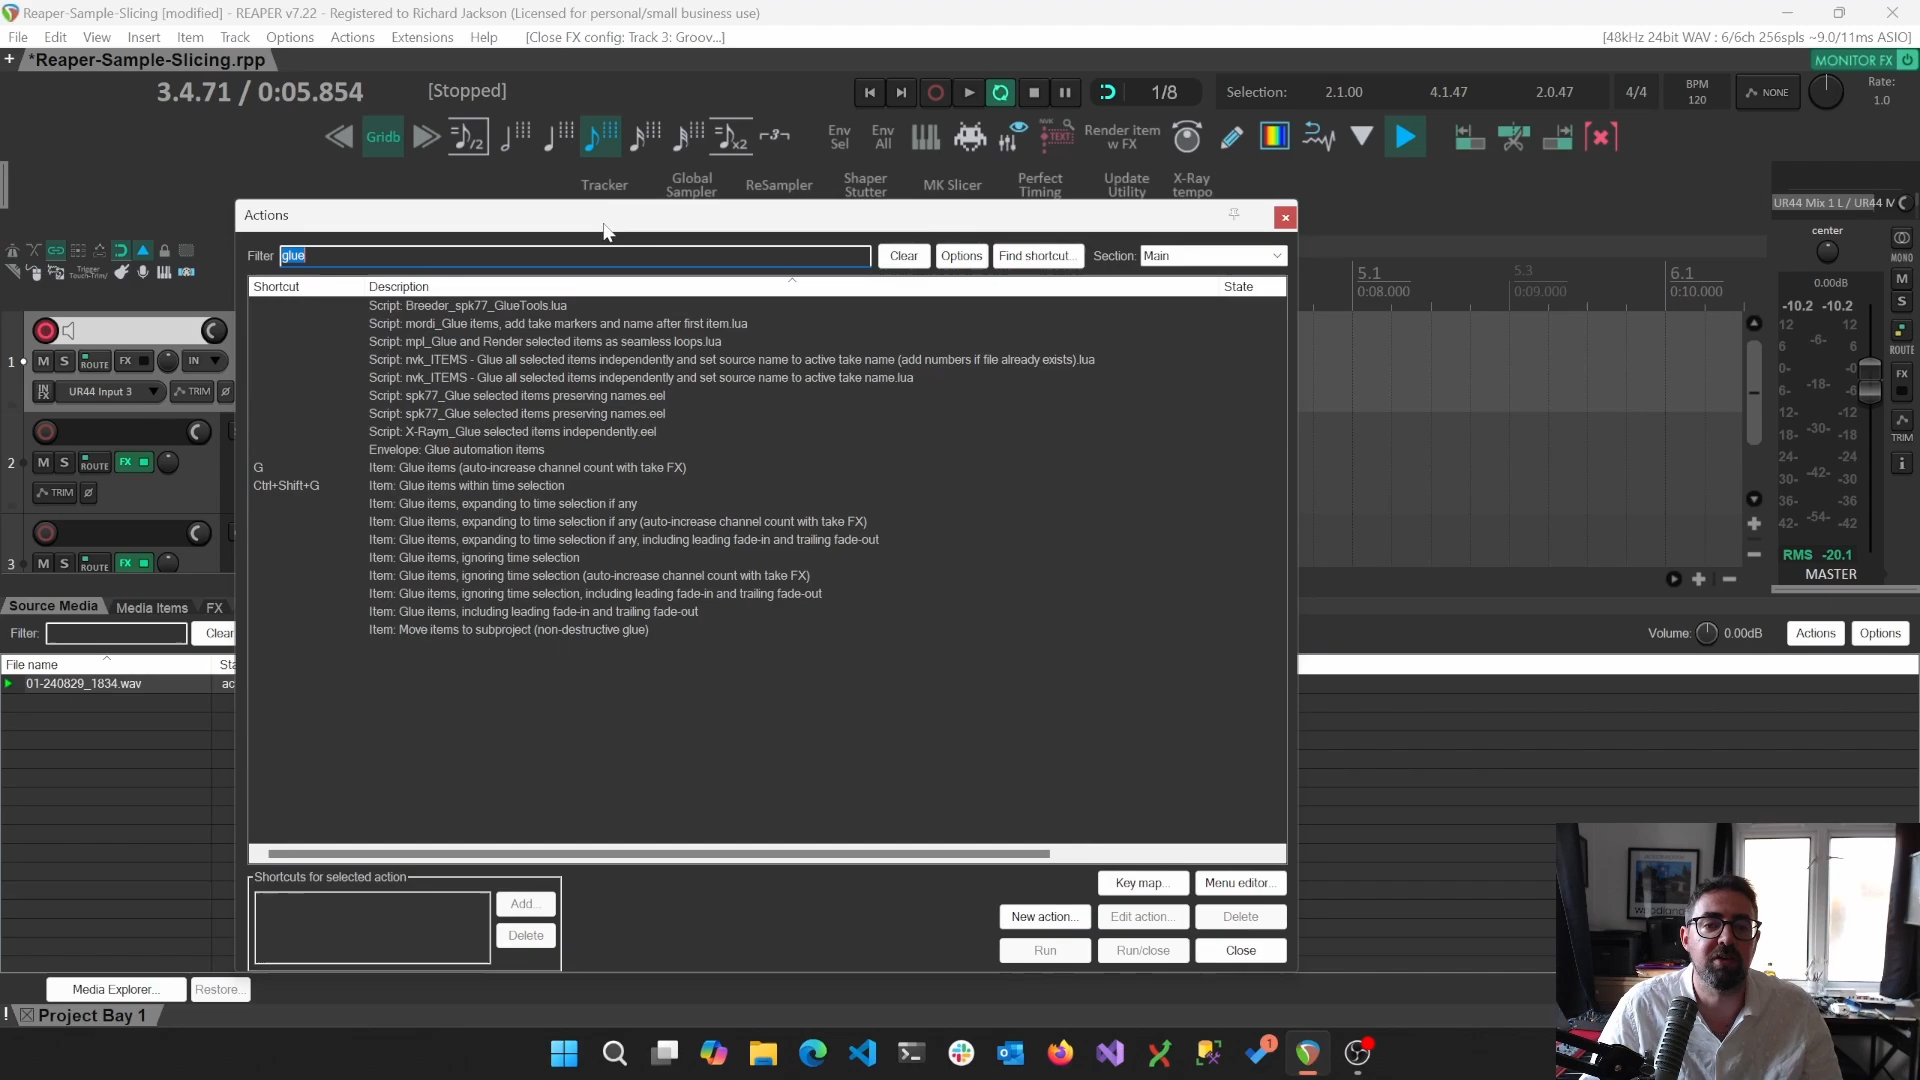 Reaper-Sample-Slicing [modified] - REAPER v7.22 - Registered to Richard Jackson (Licensed for personal/small business use)
File Edit View Insert Item Track Options Actions Extensions Help [Close FX config: Track 3: Groov...]
[48kHz 24bit WAV : 6/6ch 256spls ~9.0/11ms ASIO]
+ *Reaper-Sample-Slicing.rpp
MONITOR FX
3.4.71 / 0:05.854 [Stopped]
1/8
Selection: 2.1.00 4.1.47 2.0.47
4/4
BPM
120
NONE
Rate:
1.0
Gridb
Env
Sel
Env
All
Render item
w FX
Tracker
Global
Sampler
ReSampler
Shaper
Stutter
MK Slicer
Perfect
Timing
Update
Utility
X-Ray
tempo
UR44 Mix 1 L / UR44 M
Actions
Filter glue Clear Options Find shortcut... Section: Main
Shortcut Description State
Script: Breeder_spk77_GlueTools.lua
Script: mordi_Glue items, add take markers and name after first item.lua
Script: mpl_Glue and Render selected items as seamless loops.lua
Script: nvk_ITEMS - Glue all selected items independently and set source name to active take name (add numbers if file already exists).lua
Script: nvk_ITEMS - Glue all selected items independently and set source name to active take name.lua
Script: spk77_Glue selected items preserving names.eel
Script: spk77_Glue selected items preserving names.eel
Script: X-Raym_Glue selected items independently.eel
Envelope: Glue automation items
G Item: Glue items (auto-increase channel count with take FX)
Ctrl+Shift+G Item: Glue items within time selection
Item: Glue items, expanding to time selection if any
Item: Glue items, expanding to time selection if any (auto-increase channel count with take FX)
Item: Glue items, expanding to time selection if any, including leading fade-in and trailing fade-out
Item: Glue items, ignoring time selection
Item: Glue items, ignoring time selection (auto-increase channel count with take FX)
Item: Glue items, ignoring time selection, including leading fade-in and trailing fade-out
Item: Glue items, including leading fade-in and trailing fade-out
Item: Move items to subproject (non-destructive glue)
Shortcuts for selected action
Add...
Delete
Key map... Menu editor...
New action... Edit action... Delete
Run Run/close Close
1 M S ROUTE FX IN
IN
FX
UR44 Input 3 TRIM
2 M S ROUTE FX
TRIM
3 M S ROUTE FX
5.1
0:08.000
5.3
0:09.000
6.1
0:10.000
center
0.00dB
-10.2 -10.2
MONO
M
S
ROUTE
FX
TRIM
RMS -20.1
MASTER
Source Media Media Items FX
Filter: Clear
File name
01-240829_1834.wav
Volume: 0.00dB Actions Options
Media Explorer... Restore...
! Project Bay 1
1